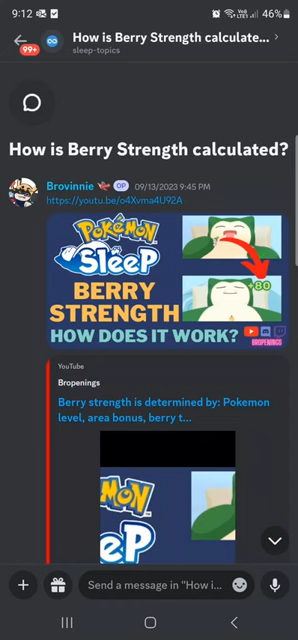 9:12
46%
99+
How is Berry Strength calculate...
sleep-topics
How is Berry Strength calculated?
Brovinnie OP 09/13/2023 9:45 PM
https://youtu.be/o4Xvma4U92A
POKéMON
Sleep
BERRY
STRENGTH
HOW DOES IT WORK?
+80
BROPENINGS
YouTube
Bropenings
Berry strength is determined by: Pokemon
level, area bonus, berry t...
MON
eP
Send a message in "How i...